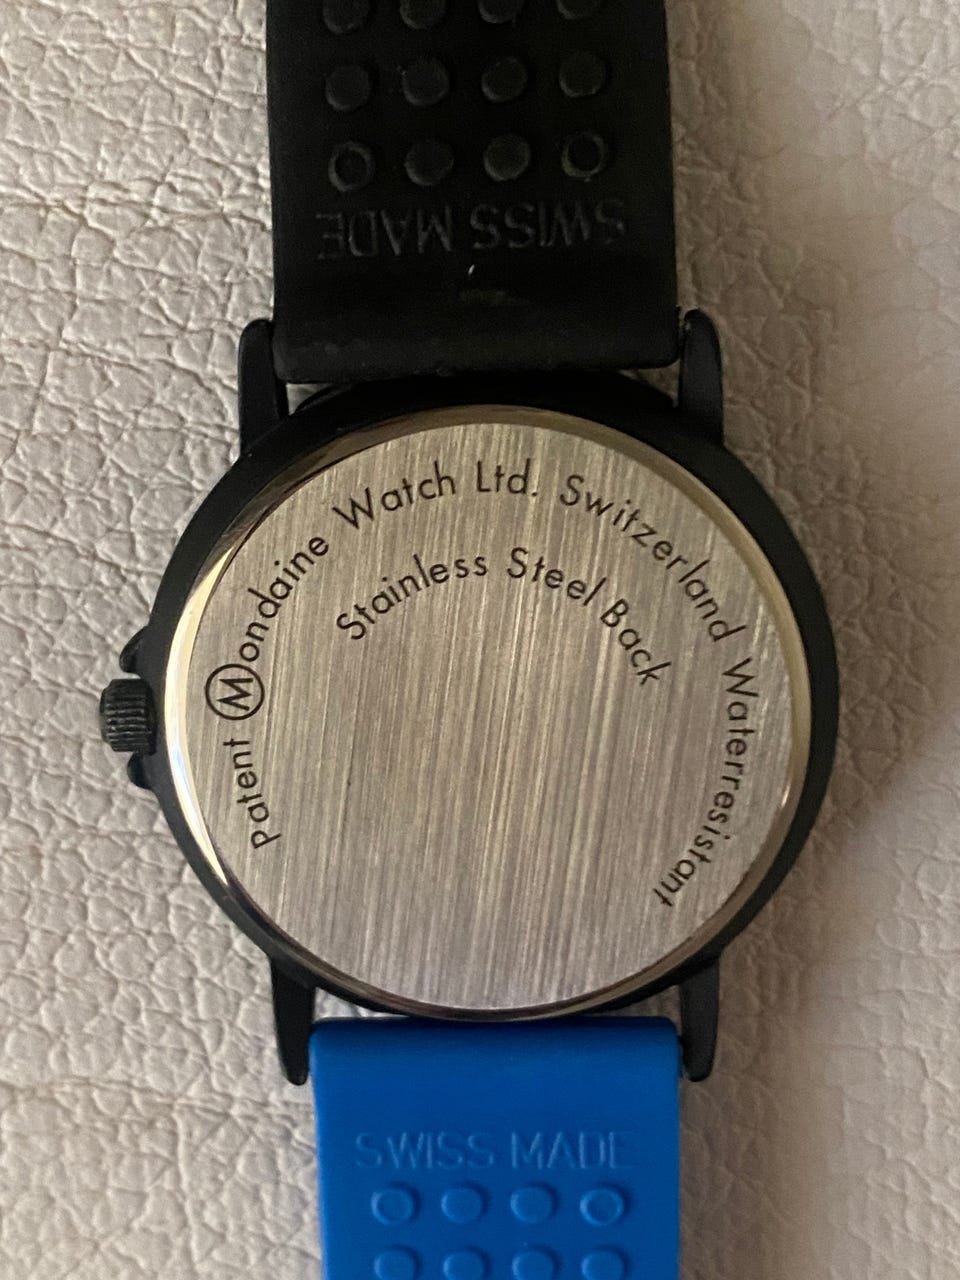 SWISS MADE
Patent Mondaine Watch Ltd. Switzerland Waterresistant
Stainless Steel Back
SWISS MADE